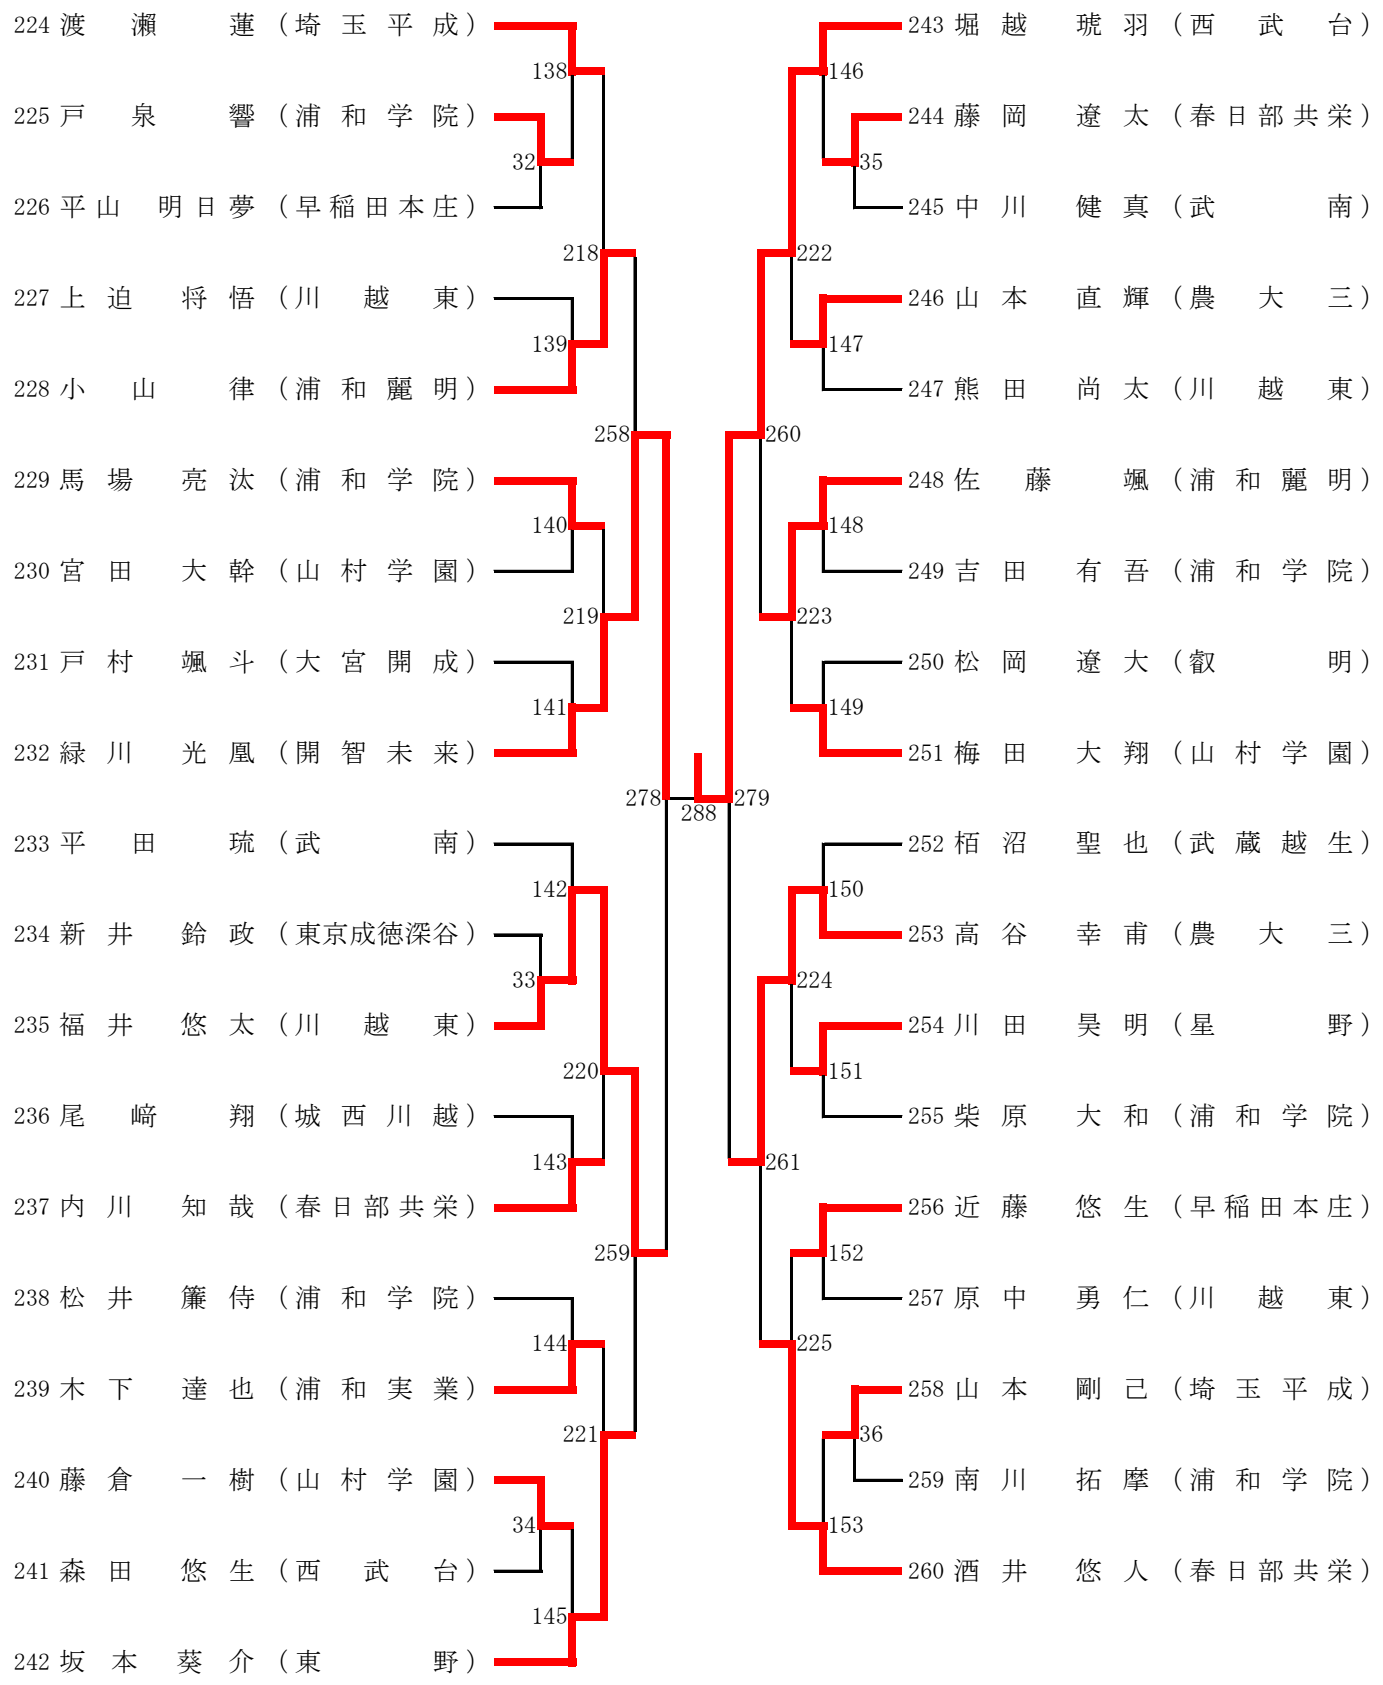 224 渡瀬 蓮 (埼玉平成)
138
225 戸泉 響 (浦和学院)
32
226 平山 明日夢 (早稲田本庄)
218
227 上迫 将悟 (川越東)
139
228 小山 律 (浦和麗明)
258
229 馬場 亮汰 (浦和学院)
140
230 宮田 大幹 (山村学園)
219
231 戸村 颯斗 (大宮開成)
141
232 緑川 光凰 (開智未来)
278
233 平田 琉 (武南)
142
234 新井 鈴政 (東京成徳深谷)
33
235 福井 悠太 (川越東)
220
236 尾﨑 翔 (城西川越)
143
237 内川 知哉 (春日部共栄)
259
238 松井 簾侍 (浦和学院)
144
239 木下 達也 (浦和実業)
221
240 藤倉 一樹 (山村学園)
34
241 森田 悠生 (西武台)
145
242 坂本 葵介 (東野)
288
243 堀越 琥羽 (西武台)
146
244 藤岡 遼太 (春日部共栄)
35
245 中川 健真 (武南)
222
246 山本 直輝 (農大三)
147
247 熊田 尚太 (川越東)
260
248 佐藤 颯 (浦和麗明)
148
249 吉田 有吾 (浦和学院)
223
250 松岡 遼大 (叡明)
149
251 梅田 大翔 (山村学園)
279
252 栢沼 聖也 (武蔵越生)
150
253 高谷 幸甫 (農大三)
224
254 川田 昊明 (星野)
151
255 柴原 大和 (浦和学院)
261
256 近藤 悠生 (早稲田本庄)
152
257 原中 勇仁 (川越東)
225
258 山本 剛己 (埼玉平成)
36
259 南川 拓摩 (浦和学院)
153
260 酒井 悠人 (春日部共栄)